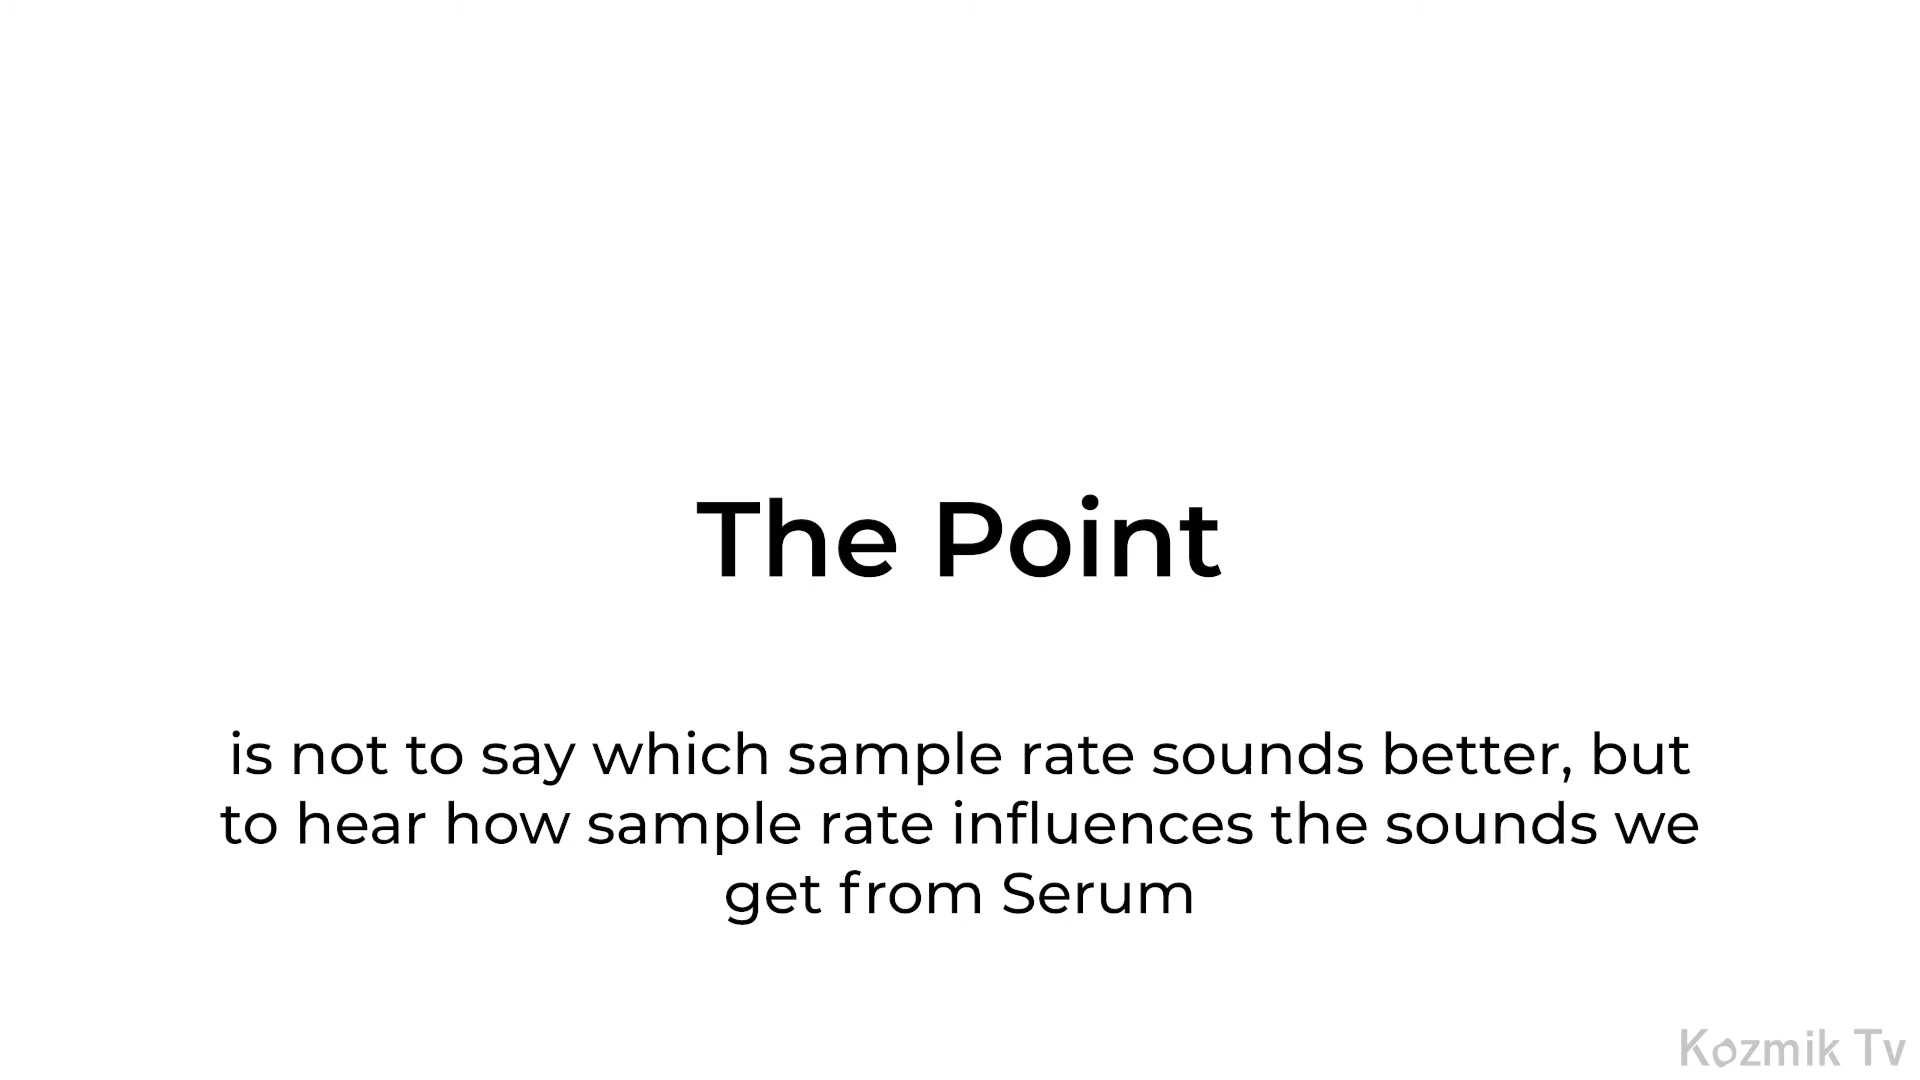 The Point
is not to say which sample rate sounds better, but
to hear how sample rate influences the sounds we
get from Serum
Kozmik Tv